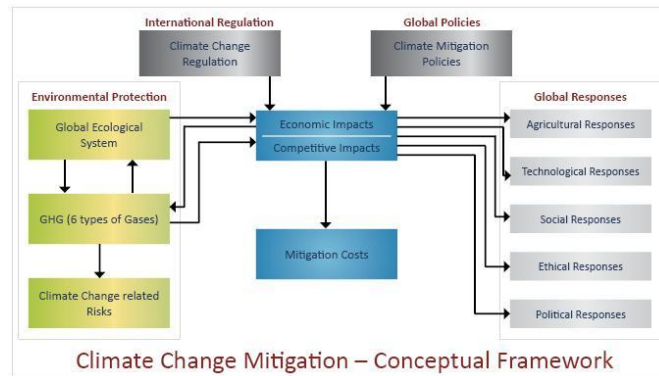 International Regulation
Global Policies
Climate Change
Regulation
Climate Mitigation
Policies
Environmental Protection
Global Responses
Global Ecological
System
Economic Impacts
Competitive Impacts
Agricultural Responses
Technological Responses
GHG (6 types of Gases)
Social Responses
Mitigation Costs
Ethical Responses
Climate Change related
Risks
Political Responses
Climate Change Mitigation – Conceptual Framework